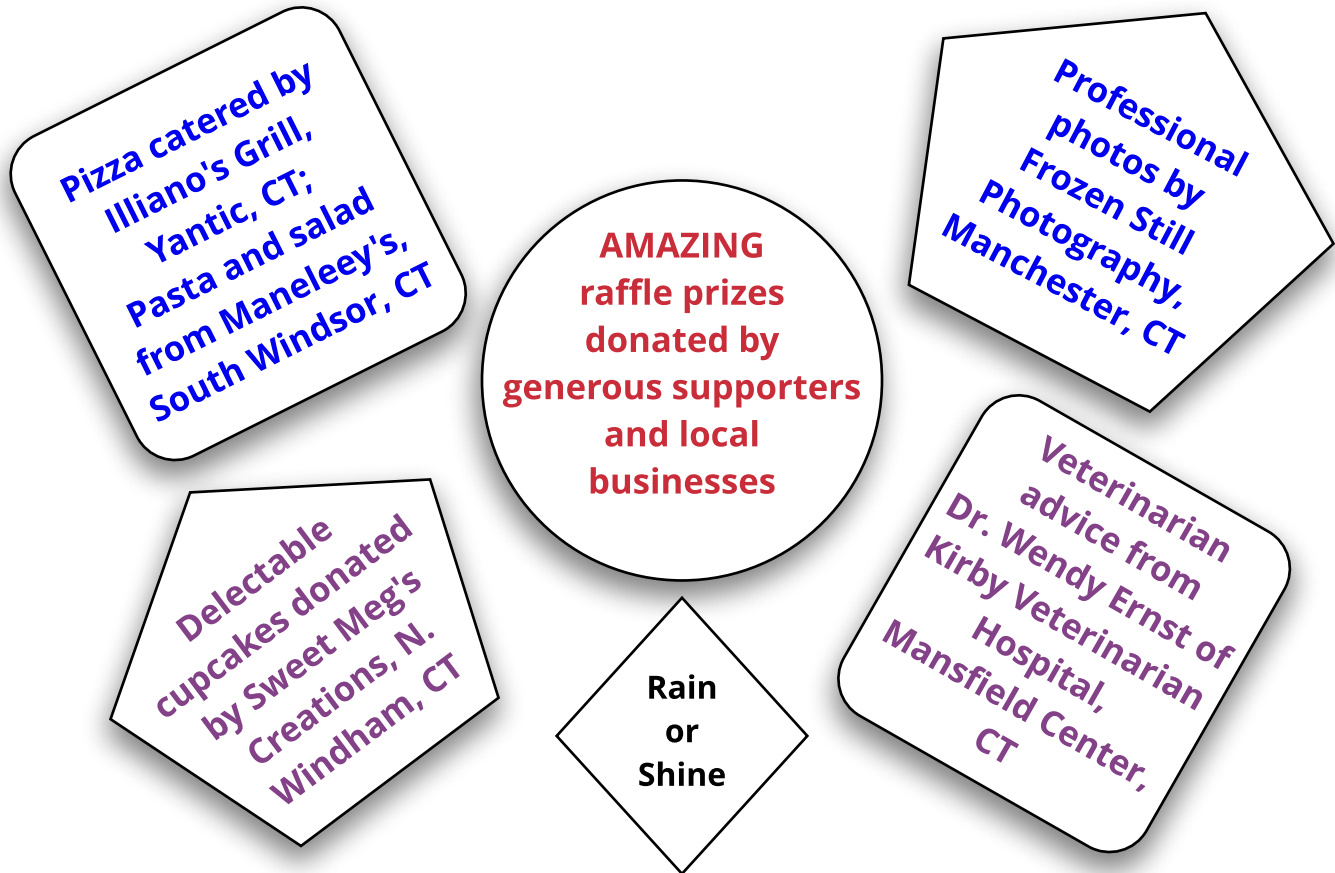 Pizza catered by
Illiano's Grill,
Yantic, CT;
Pasta and salad
from Maneleey's,
South Windsor, CT
AMAZING
raffle prizes
donated by
generous supporters
and local
businesses
Professional
photos by
Frozen Still
Photography,
Manchester, CT
Delectable
cupcakes donated
by Sweet Meg's
Creations, N.
Windham, CT
Rain
or
Shine
Veterinarian
advice from
Dr. Wendy Ernst of
Kirby Veterinarian
Hospital,
Mansfield Center,
CT